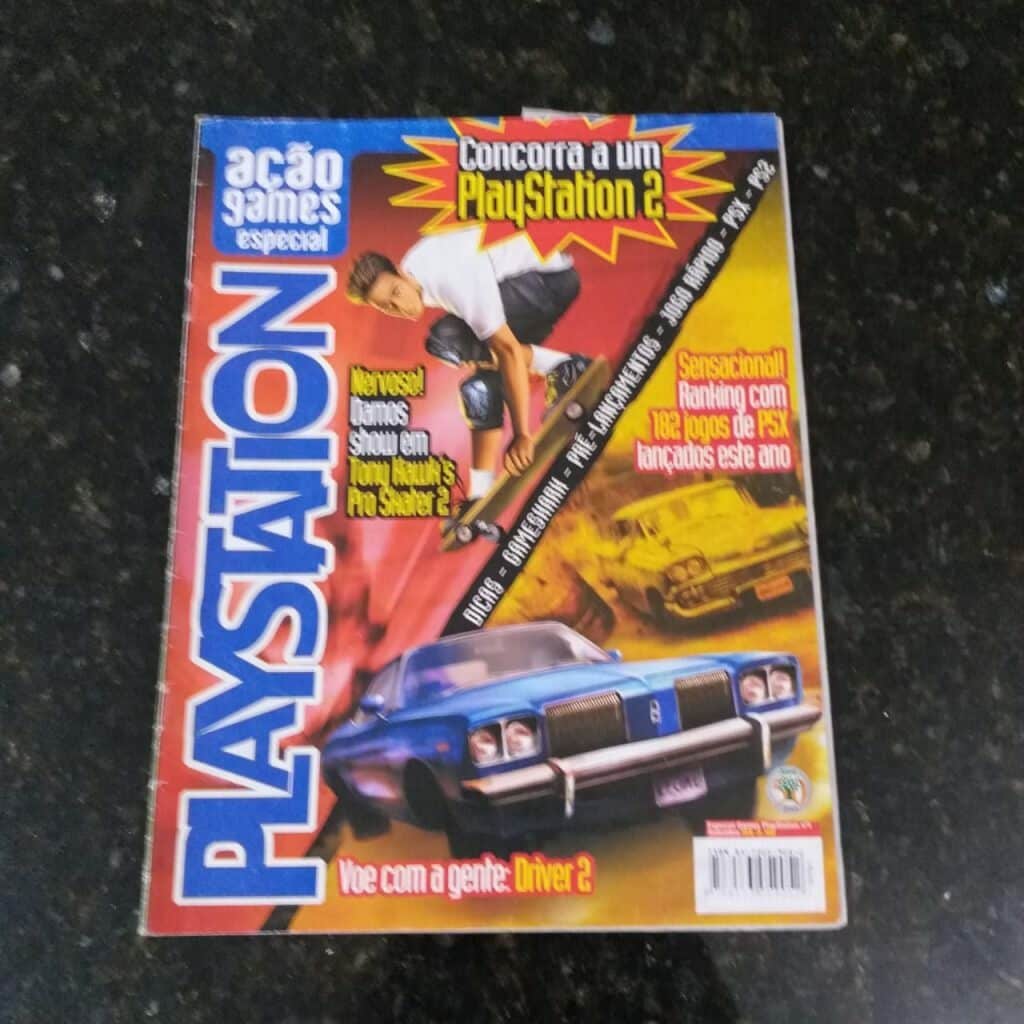 ação
games
especial
Concorra a um
PlayStation 2
PLAYSTATION
Nervoso!
Damos
show em
Tony Hawk's
Pro Skater 2
DICAS = GAMESHARK = PRÉ-LANÇAMENTOS = JOGO RÁPIDO = PSX = PS2
Sensacional!
Ranking com
182 jogos de PSX
lançados este ano
Voe com a gente: Driver 2